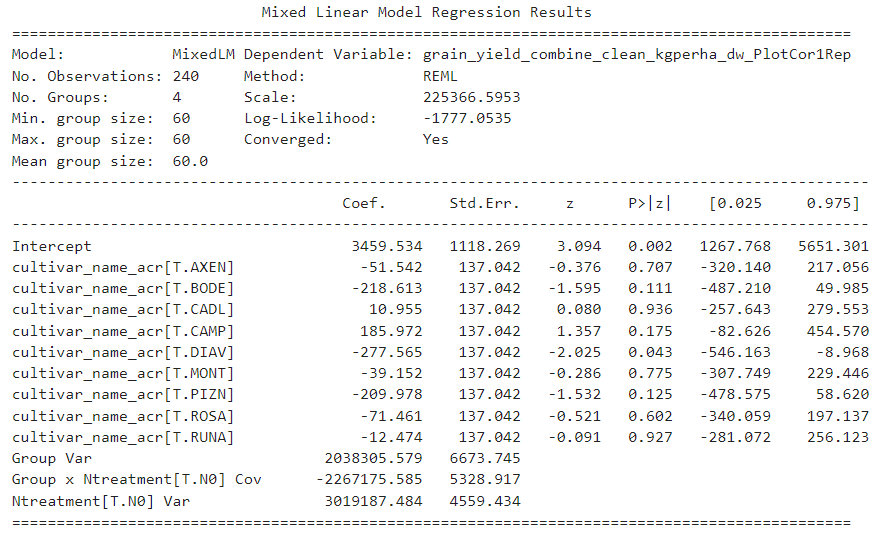 Mixed Linear Model Regression Results
===============================================================================================
Model: MixedLM Dependent Variable: grain_yield_combine_clean_kgperha_dw_PlotCor1Rep
No. Observations: 240 Method: REML
No. Groups: 4 Scale: 225366.5953
Min. group size: 60 Log-Likelihood: -1777.0535
Max. group size: 60 Converged: Yes
Mean group size: 60.0
------------------------------------------------------------------------------------------------
Coef. Std.Err. z P>|z| [0.025 0.975]
------------------------------------------------------------------------------------------------
Intercept 3459.534 1118.269 3.094 0.002 1267.768 5651.301
cultivar_name_acr[T.AXEN] -51.542 137.042 -0.376 0.707 -320.140 217.056
cultivar_name_acr[T.BODE] -218.613 137.042 -1.595 0.111 -487.210 49.985
cultivar_name_acr[T.CADL] 10.955 137.042 0.080 0.936 -257.643 279.553
cultivar_name_acr[T.CAMP] 185.972 137.042 1.357 0.175 -82.626 454.570
cultivar_name_acr[T.DIAV] -277.565 137.042 -2.025 0.043 -546.163 -8.968
cultivar_name_acr[T.MONT] -39.152 137.042 -0.286 0.775 -307.749 229.446
cultivar_name_acr[T.PIZN] -209.978 137.042 -1.532 0.125 -478.575 58.620
cultivar_name_acr[T.ROSA] -71.461 137.042 -0.521 0.602 -340.059 197.137
cultivar_name_acr[T.RUNA] -12.474 137.042 -0.091 0.927 -281.072 256.123
Group Var 2038305.579 6673.745
Group x Ntreatment[T.N0] Cov -2267175.585 5328.917
Ntreatment[T.N0] Var 3019187.484 4559.434
===============================================================================================